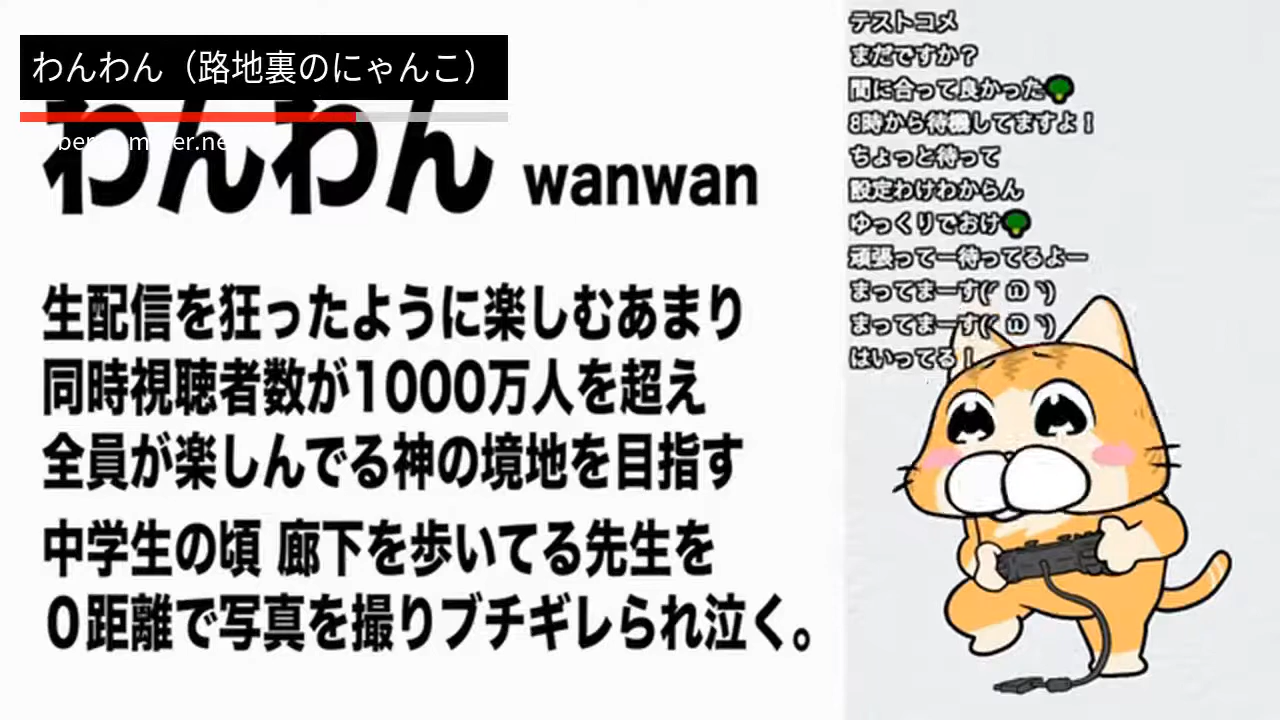 わんわん（路地裏のにゃんこ）
わんわん wanwan
生配信を狂ったように楽しむあまり
同時視聴者数が1000万人を超え
全員が楽しんでる神の境地を目指す
中学生の頃 廊下を歩いてる先生を
０距離で写真を撮りブチギレられ泣く。
テストコメ
まだですか？
間に合って良かった🥦
8時から待機してますよ！
ちょっと待って
設定わけわからん
ゆっくりでおけ🥦
頑張ってー待ってるよー
まってまーす(´ﾛ｀)
まってまーす(´ﾛ｀)
はいってる！